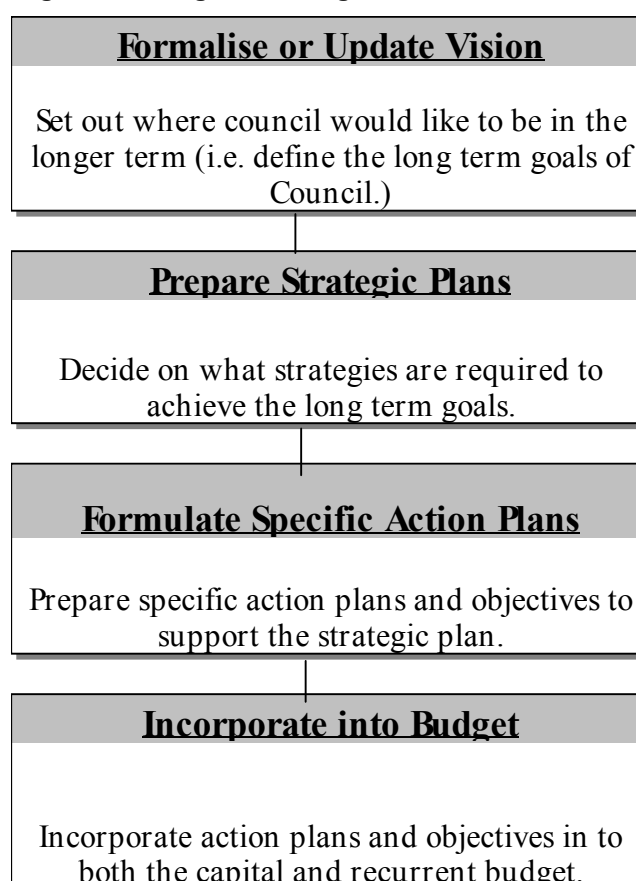 Formalise or Update Vision
Set out where council would like to be in the
longer term (i.e. define the long term goals of
Council.)
Prepare Strategic Plans
Decide on what strategies are required to
achieve the long term goals.
Formulate Specific Action Plans
Prepare specific action plans and objectives to
support the strategic plan.
Incorporate into Budget
Incorporate action plans and objectives in to
both the capital and recurrent budget.